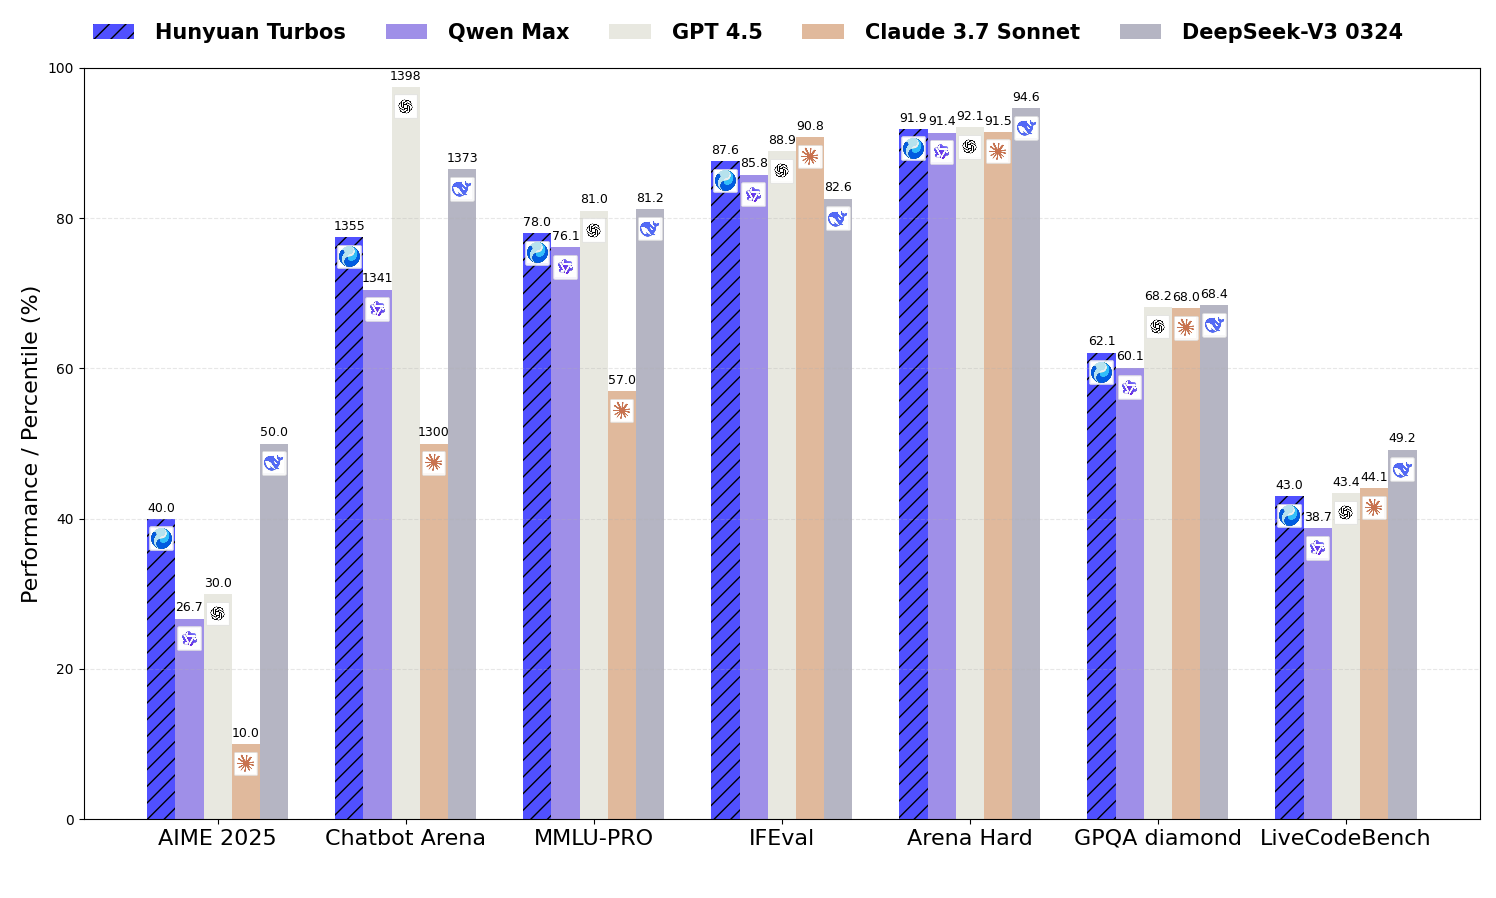 Hunyuan Turbos Qwen Max GPT 4.5 Claude 3.7 Sonnet DeepSeek-V3 0324
Performance / Percentile (%)
100
80
60
40
20
0
40.0 26.7 30.0 10.0 50.0
1355 1341 1398 1300 1373
78.0 76.1 81.0 57.0 81.2
87.6 85.8 88.9 90.8 82.6
91.9 91.4 92.1 91.5 94.6
62.1 60.1 68.2 68.0 68.4
43.0 38.7 43.4 44.1 49.2
AIME 2025 Chatbot Arena MMLU-PRO IFEval Arena Hard GPQA diamond LiveCodeBench